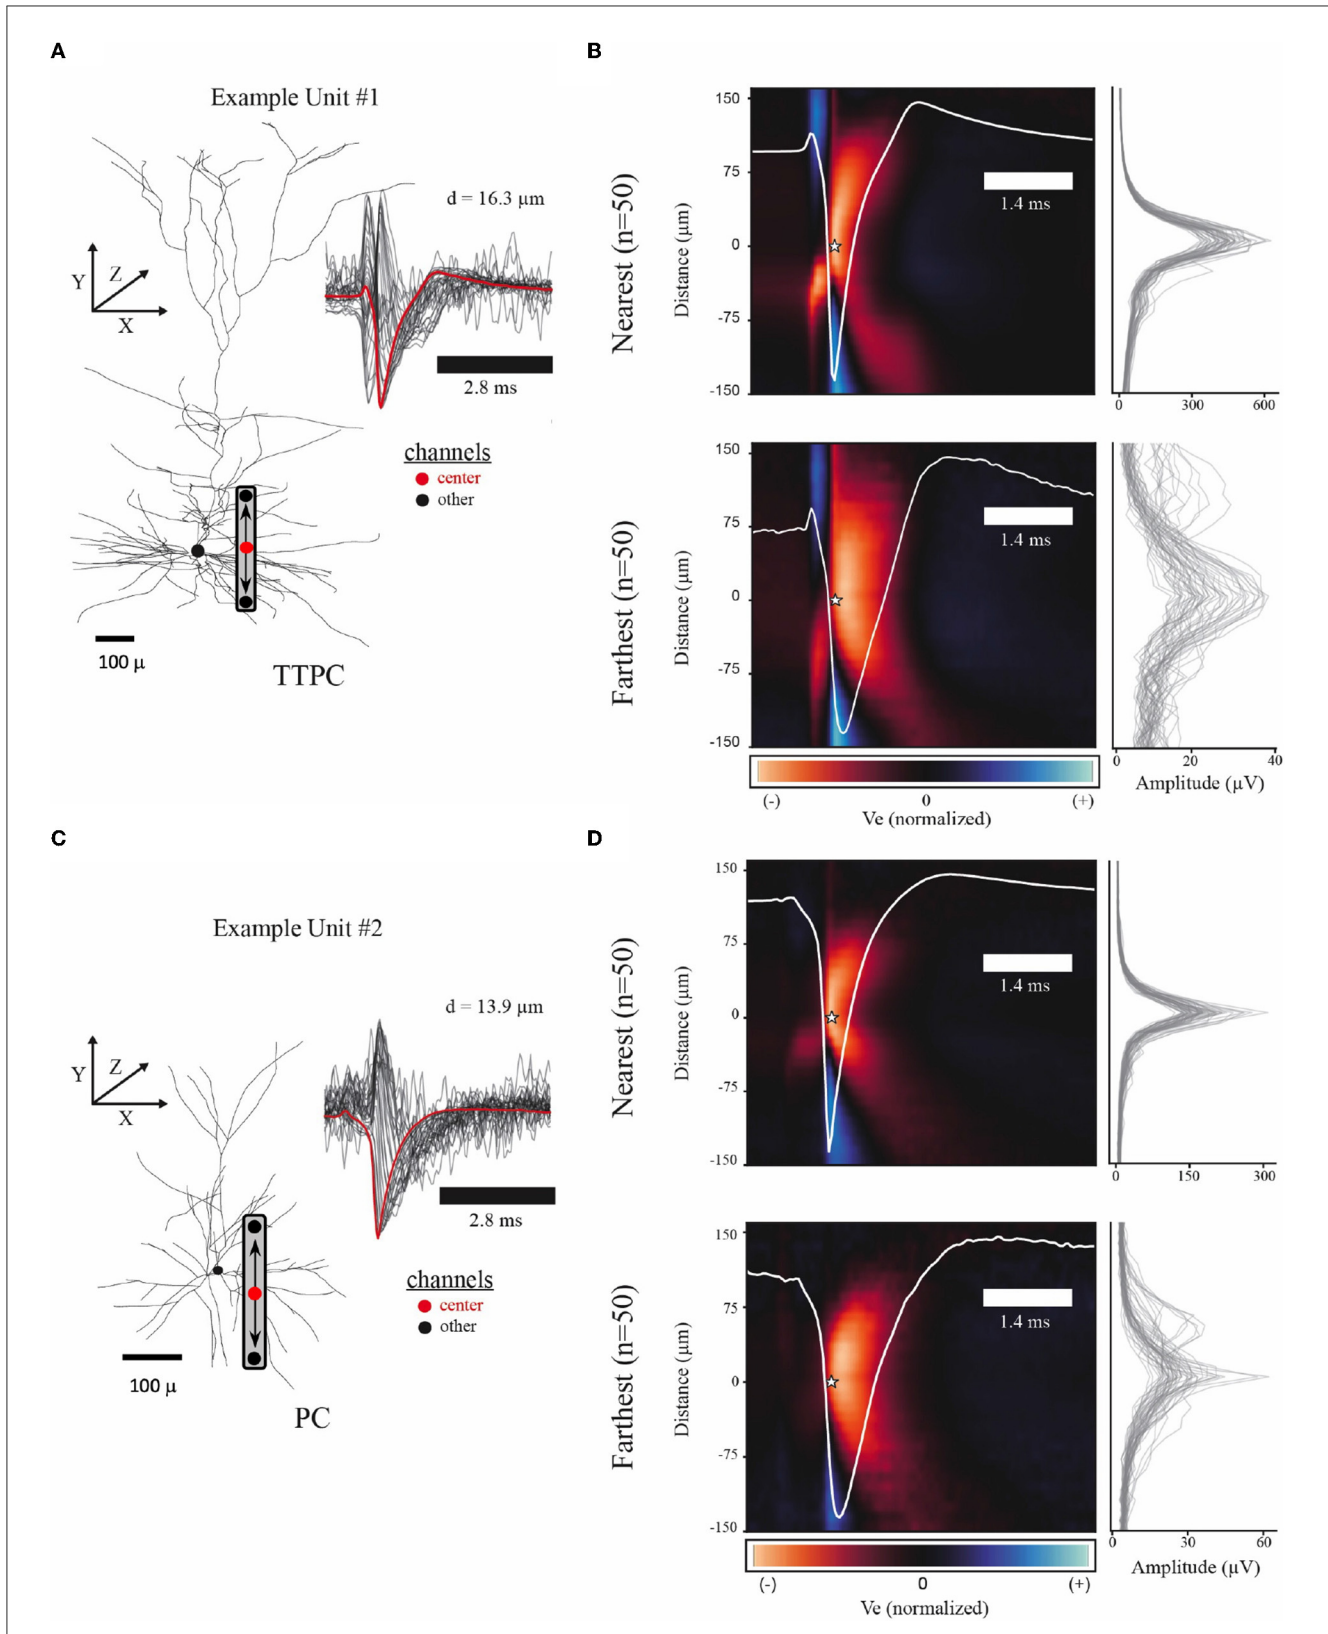 A
Example Unit #1
d = 16.3 µm
Y
Z
X
2.8 ms
channels
center
other
100 µ
TTPC
B
Nearest (n=50)
Distance (µm)
150
75
0
-75
-150
1.4 ms
0 300 600
Farthest (n=50)
Distance (µm)
150
75
0
-75
-150
1.4 ms
0 20 40
Amplitude (µV)
(-) 0 (+)
Ve (normalized)
C
Example Unit #2
d = 13.9 µm
Y
Z
X
2.8 ms
channels
center
other
100 µ
PC
D
Nearest (n=50)
Distance (µm)
150
75
0
-75
-150
1.4 ms
0 150 300
Farthest (n=50)
Distance (µm)
150
75
0
-75
-150
1.4 ms
0 30 60
Amplitude (µV)
(-) 0 (+)
Ve (normalized)